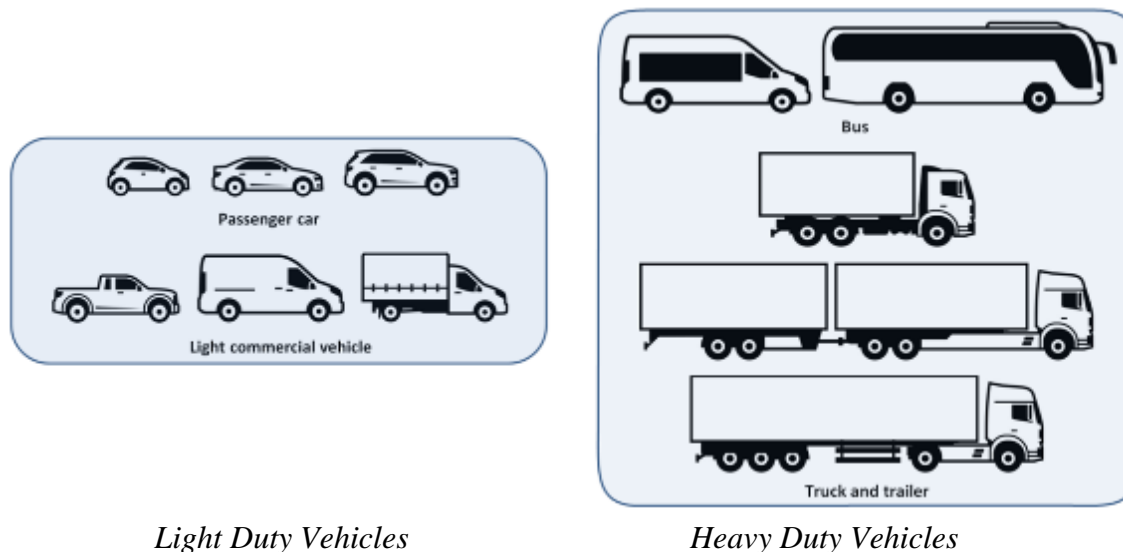 Passenger car
Light commercial vehicle
Light Duty Vehicles
Bus
Truck and trailer
Heavy Duty Vehicles